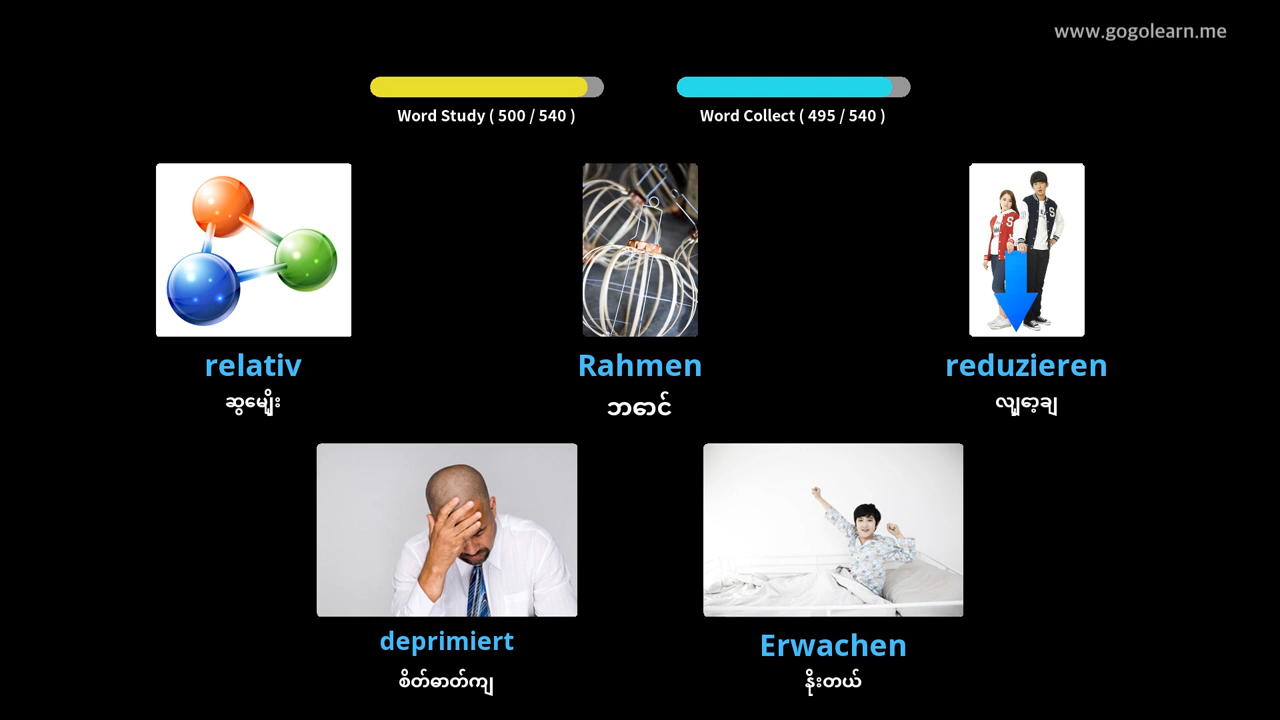 www.gogolearn.me
Word Study ( 500 / 540 )
Word Collect ( 495 / 540 )
relativ
ဆွေမျိုး
Rahmen
ဘောင်
reduzieren
လျှော့ချ
deprimiert
စိတ်ဓာတ်ကျ
Erwachen
နိုးတယ်